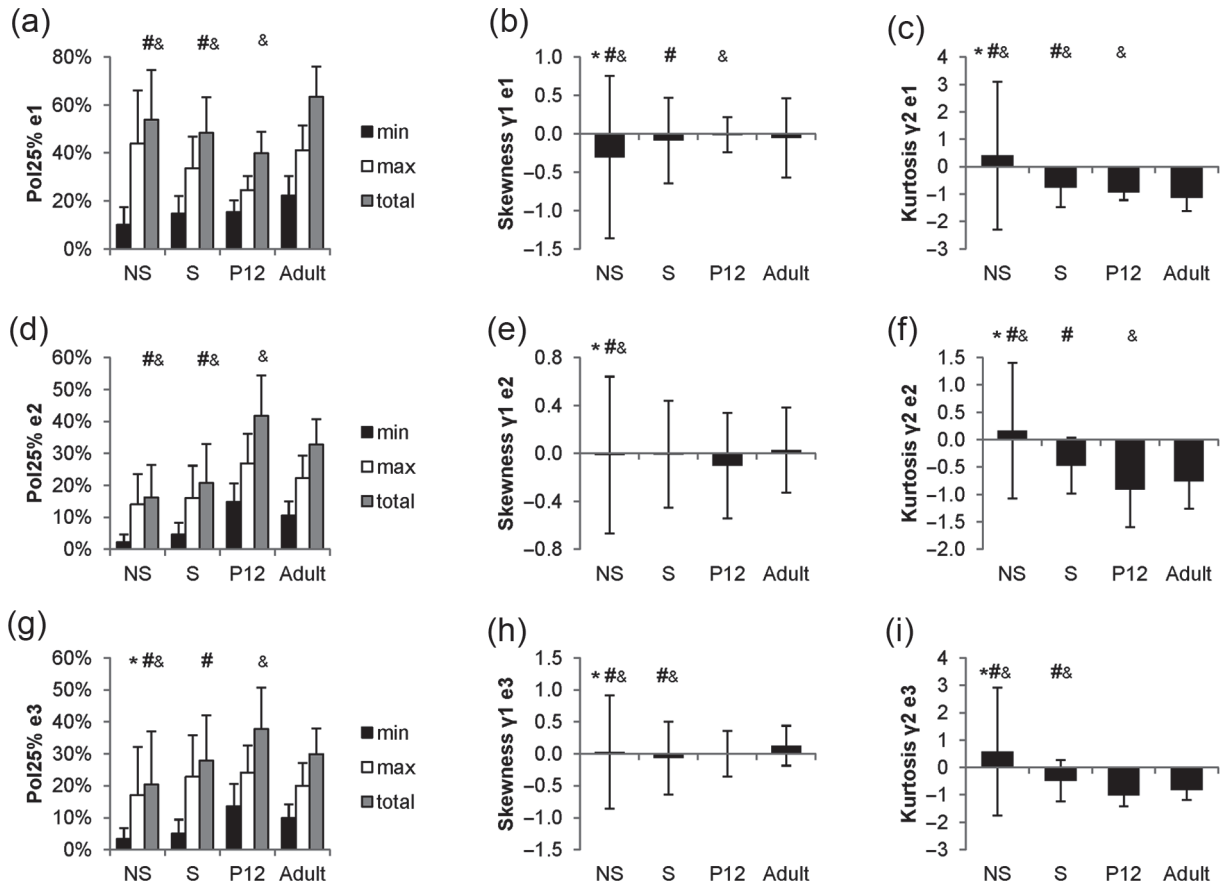 (a)
#& #& &
Pol25% e1
80%
60%
40%
20%
0%
NS S P12 Adult
min
max
total
(b)
* #& # &
Skewness γ1 e1
1.0
0.5
0.0
−0.5
−1.0
−1.5
NS S P12 Adult
(c)
* #& #& &
Kurtosis γ2 e1
4
3
2
1
0
−1
−2
−3
NS S P12 Adult
(d)
#& #& &
Pol25% e2
60%
50%
40%
30%
20%
10%
0%
NS S P12 Adult
min
max
total
(e)
* #&
Skewness γ1 e2
0.8
0.4
0.0
−0.4
−0.8
NS S P12 Adult
(f)
* #& # &
Kurtosis γ2 e2
1.5
1.0
0.5
0.0
−0.5
−1.0
−1.5
−2.0
NS S P12 Adult
(g)
* #& # &
Pol25% e3
60%
50%
40%
30%
20%
10%
0%
NS S P12 Adult
min
max
total
(h)
* #& #&
Skewness γ1 e3
1.5
1.0
0.5
0.0
−0.5
−1.0
−1.5
NS S P12 Adult
(i)
*#& #&
Kurtosis γ2 e3
4
3
2
1
0
−1
−2
−3
NS S P12 Adult